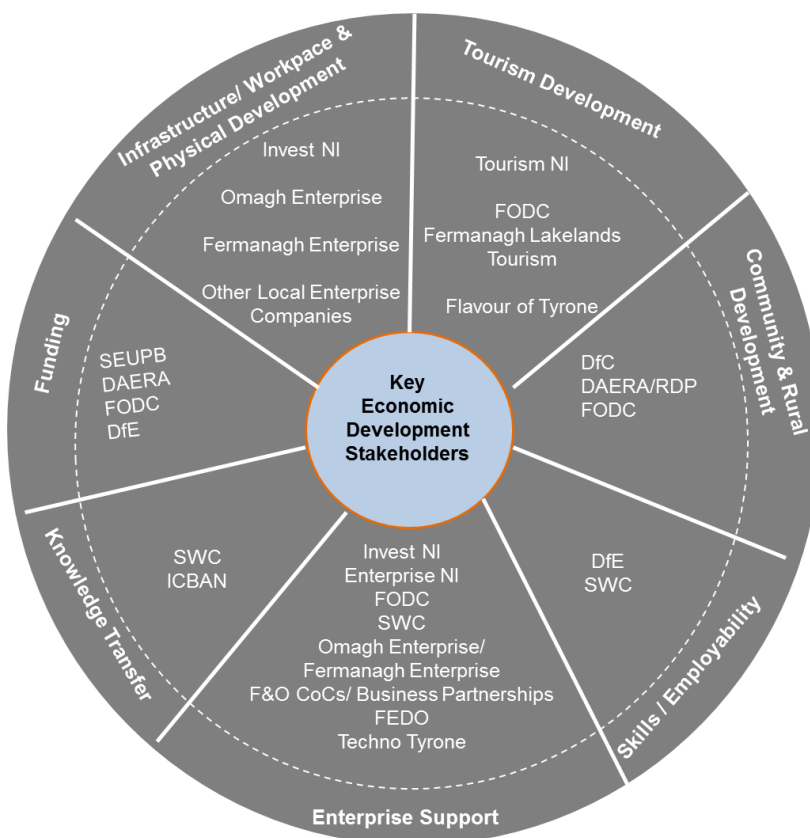 Infrastructure/ Workpace &
Physical Development
Invest NI
Omagh Enterprise
Fermanagh Enterprise
Other Local Enterprise
Companies
Tourism Development
Tourism NI
FODC
Fermanagh Lakelands
Tourism
Flavour of Tyrone
Community & Rural
Development
DfC
DAERA/RDP
FODC
Skills / Employability
DfE
SWC
Enterprise Support
Invest NI
Enterprise NI
FODC
SWC
Omagh Enterprise/
Fermanagh Enterprise
F&O CoCs/ Business Partnerships
FEDO
Techno Tyrone
Knowledge Transfer
SWC
ICBAN
Funding
SEUPB
DAERA
FODC
DfE
Key
Economic
Development
Stakeholders